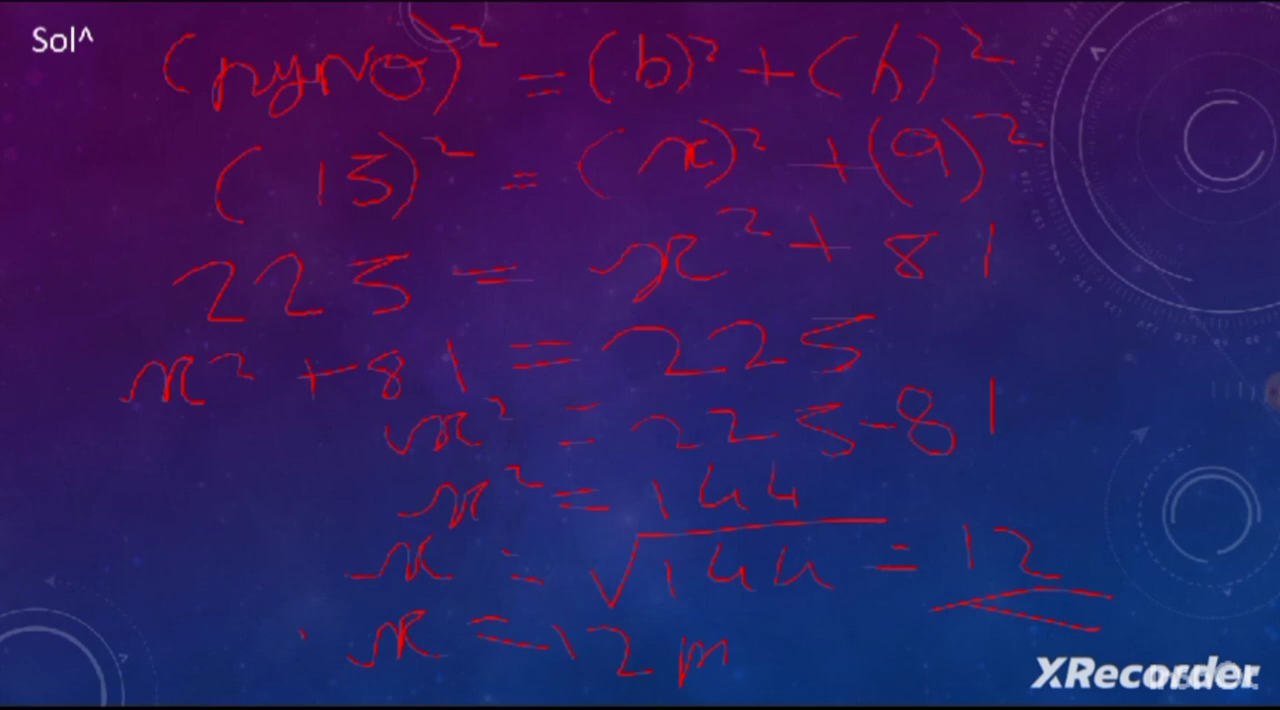 Sol^
(hyno)² = (b)² + (h)²
(15)² = (x)² + (9)²
225 = x² + 81
x² + 81 = 225
x² = 225-81
x² = 144
x = √144 = 12
x = 12 m
XRecorder